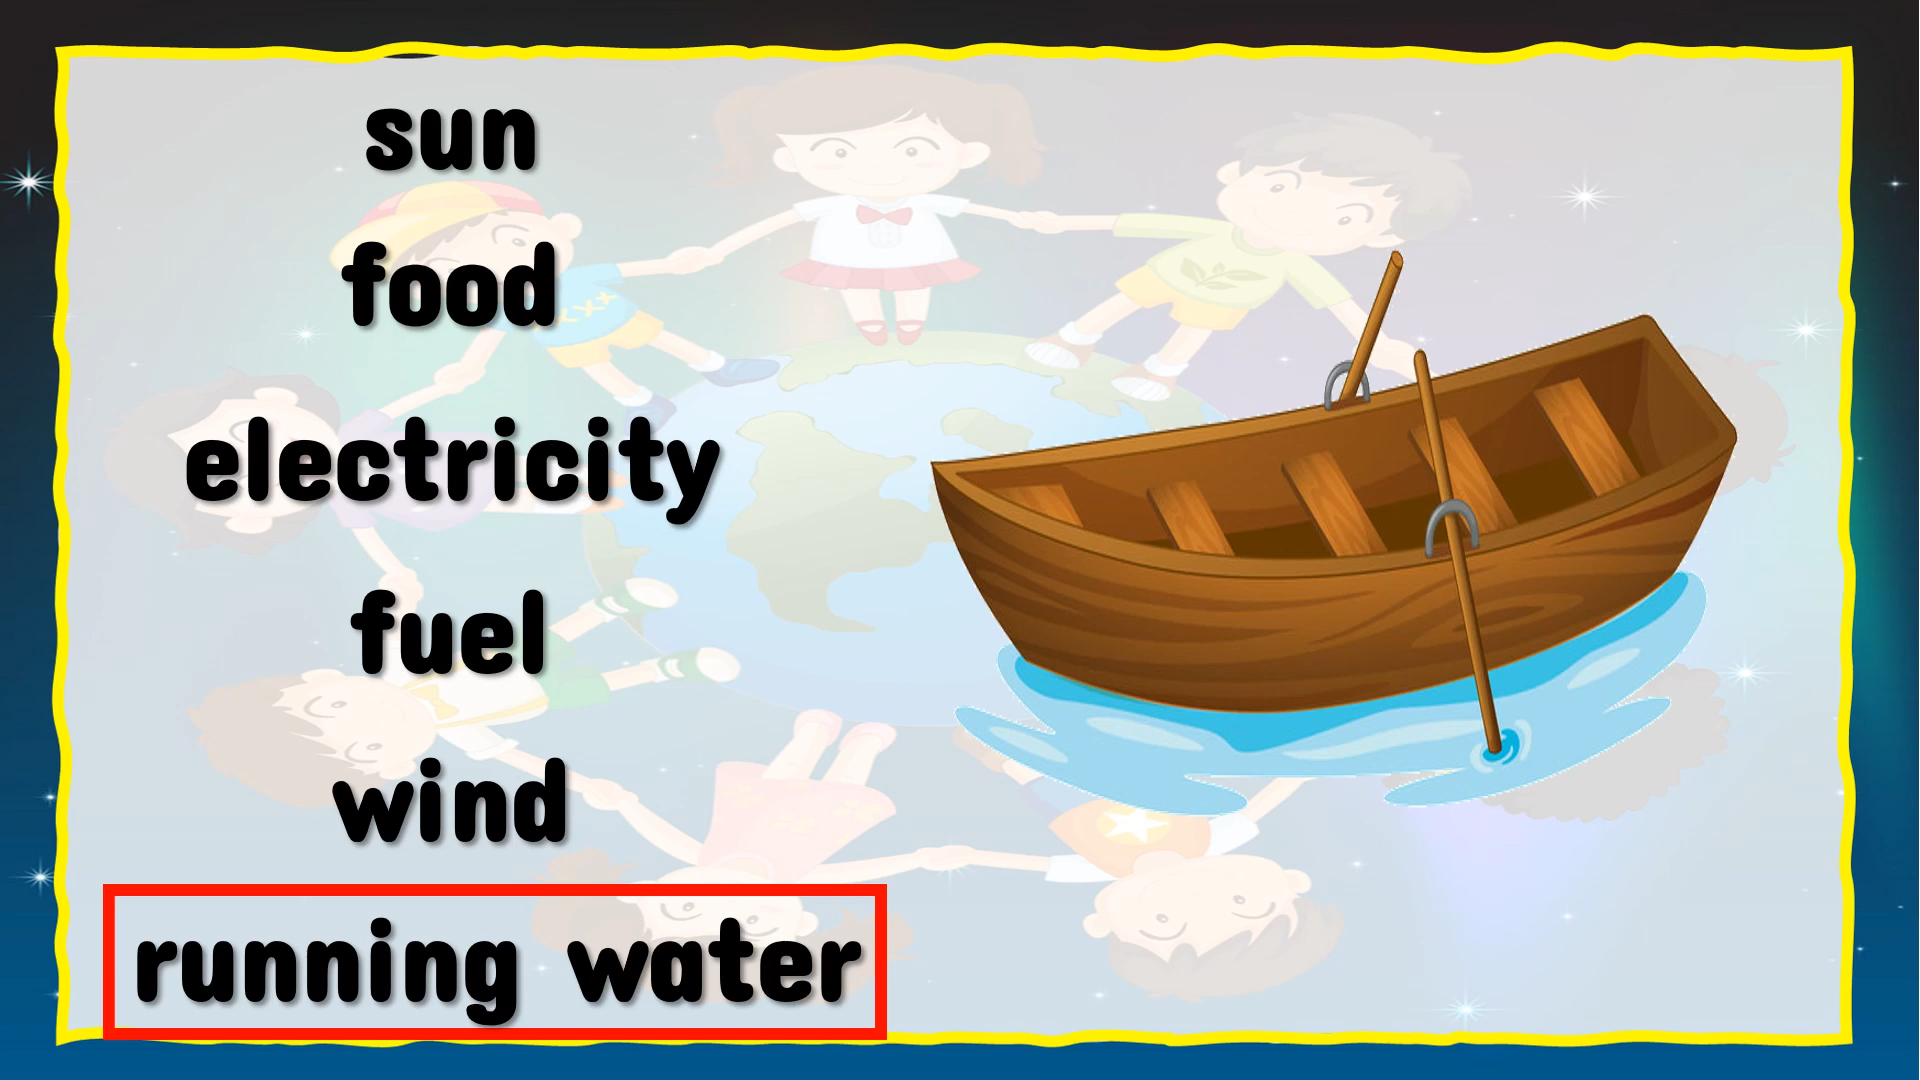 sun
food
electricity
fuel
wind
running water